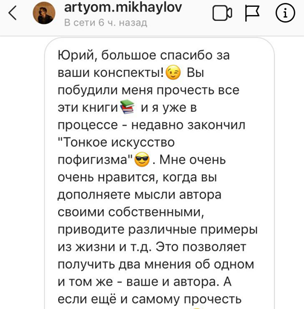 artyom.mikhaylov
В сети 6 ч. назад
Юрий, большое спасибо за
ваши конспекты!😉 Вы
побудили меня прочесть все
эти книги📚 и я уже в
процессе - недавно закончил
"Тонкое искусство
пофигизма"😎. Мне очень
очень нравится, когда вы
дополняете мысли автора
своими собственными,
приводите различные примеры
из жизни и т.д. Это позволяет
получить два мнения об одном
и том же - ваше и автора. А
если ещё и самому прочесть